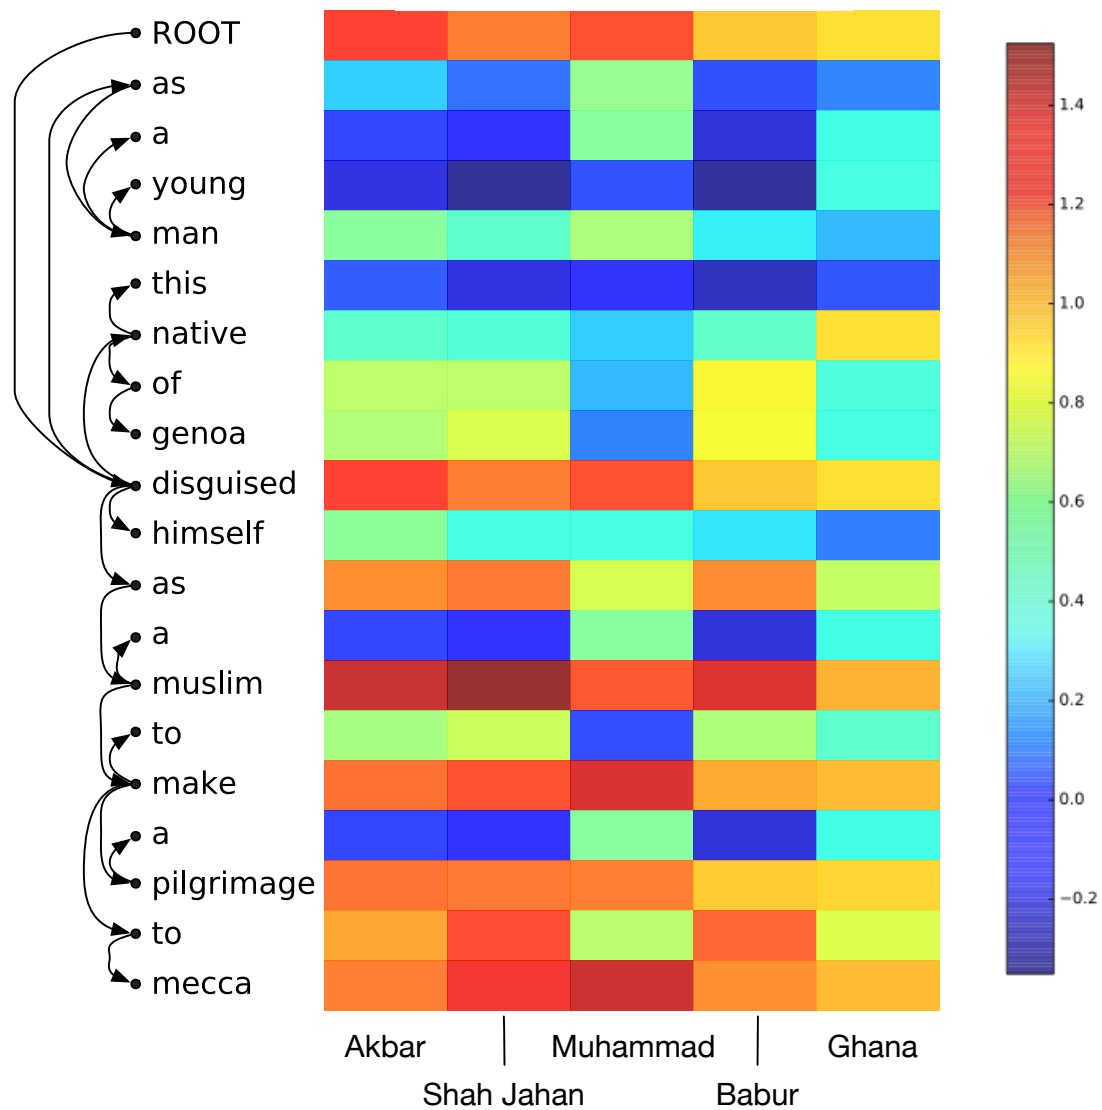 ROOT
as
a
young
man
this
native
of
genoa
disguised
himself
as
a
muslim
to
make
a
pilgrimage
to
mecca
1.4
1.2
1.0
0.8
0.6
0.4
0.2
0.0
−0.2
Akbar
Muhammad
Ghana
Shah Jahan
Babur